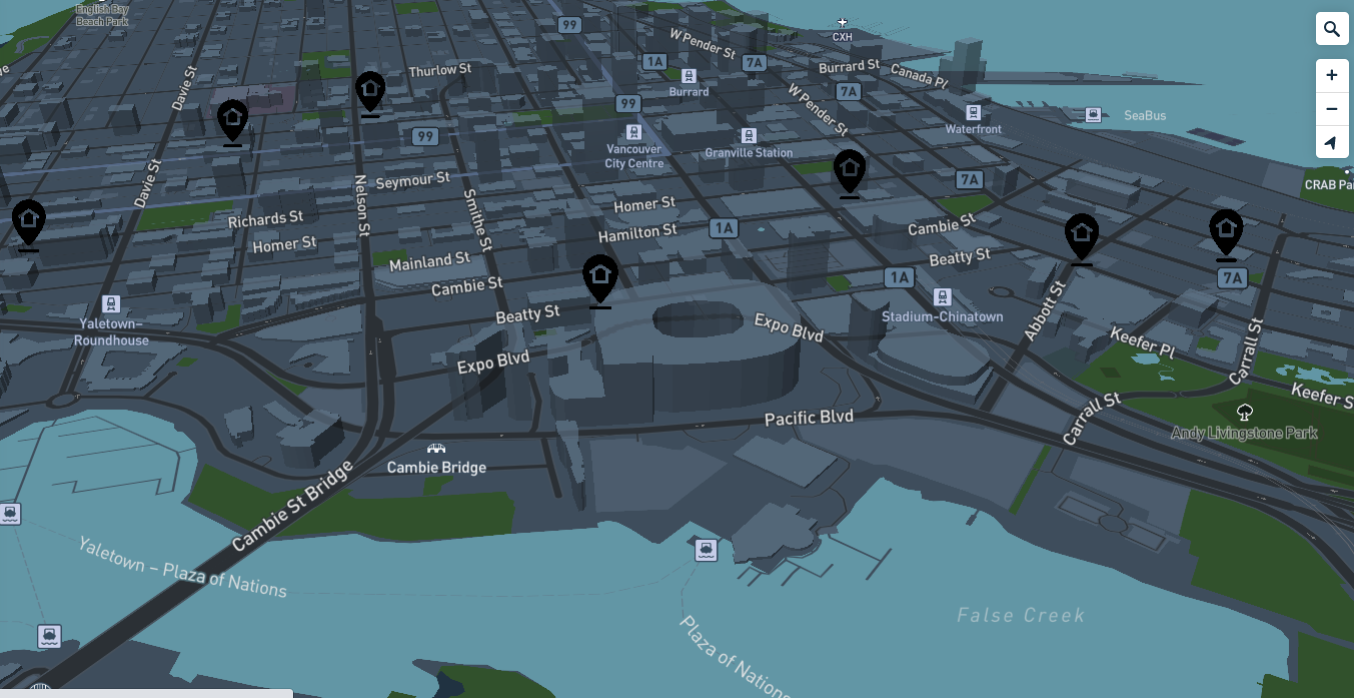 English Bay
Beach Park
99
W Pender St
CXH
1A
7A
Burrard St
Canada Pl
Thurlow St
Davie St
Burrard
7A
99
W Pender St
Waterfront
SeaBus
99
Vancouver
City Centre
Granville Station
CRAB Par
Davie St
Nelson St
Seymour St
7A
Smithe St
Richards St
Homer St
Homer St
Hamilton St
1A
Cambie St
Mainland St
Cambie St
Beatty St
1A
7A
Yaletown–
Roundhouse
Beatty St
Expo Blvd
Stadium-Chinatown
Abbott St
Keefer Pl
Carrall St
Expo Blvd
Keefer S
Pacific Blvd
Carrall St
Andy Livingstone Park
Cambie Bridge
Cambie St Bridge
Yaletown – Plaza of Nations
False Creek
Plaza of Nations